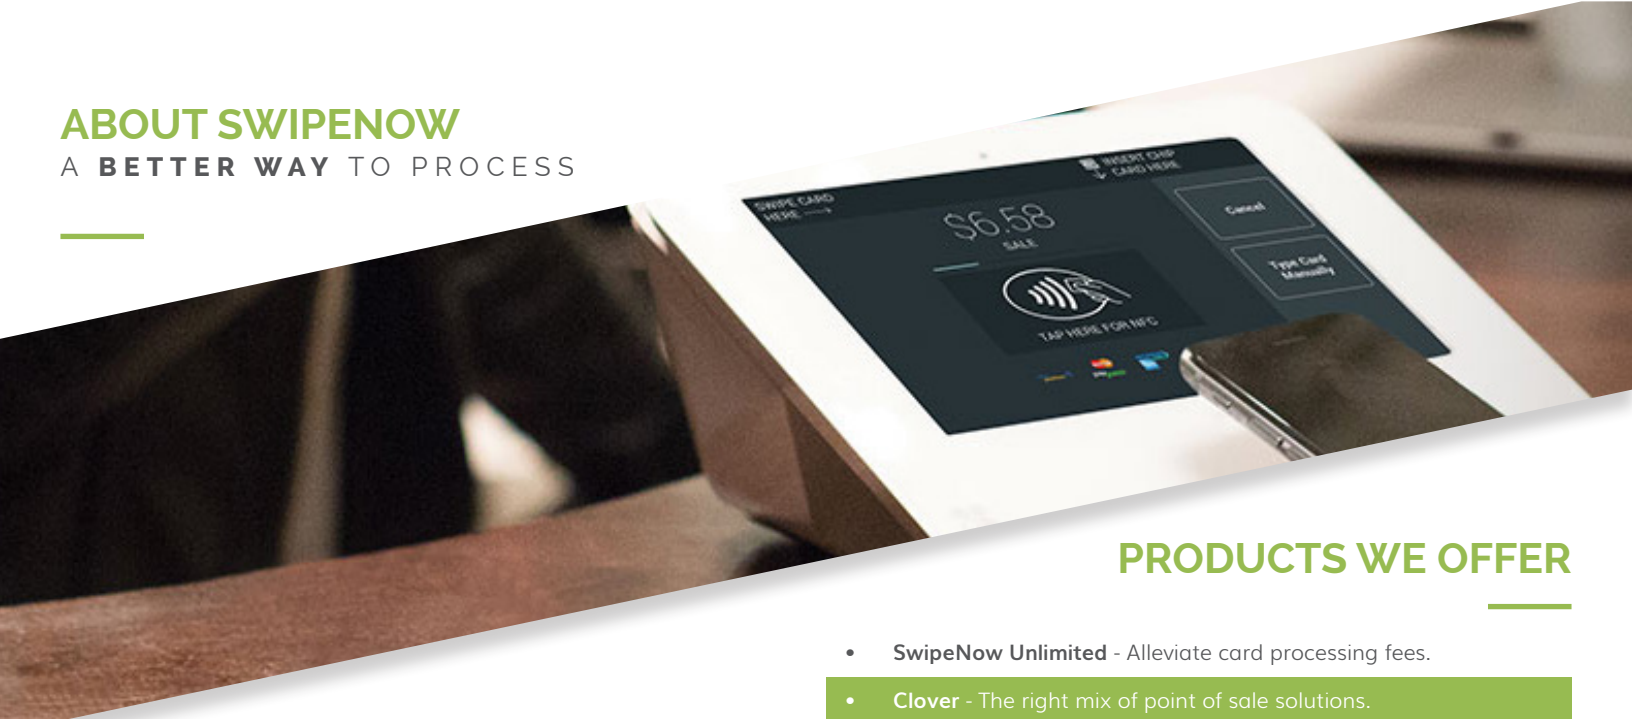 ABOUT SWIPENOW
A BETTER WAY TO PROCESS
SWIPE CARD
HERE →
INSERT CHIP
CARD HERE
$6.58
SALE
Cancel
Type Card
Manually
TAP HERE FOR NFC
PRODUCTS WE OFFER
• SwipeNow Unlimited - Alleviate card processing fees.
• Clover - The right mix of point of sale solutions.